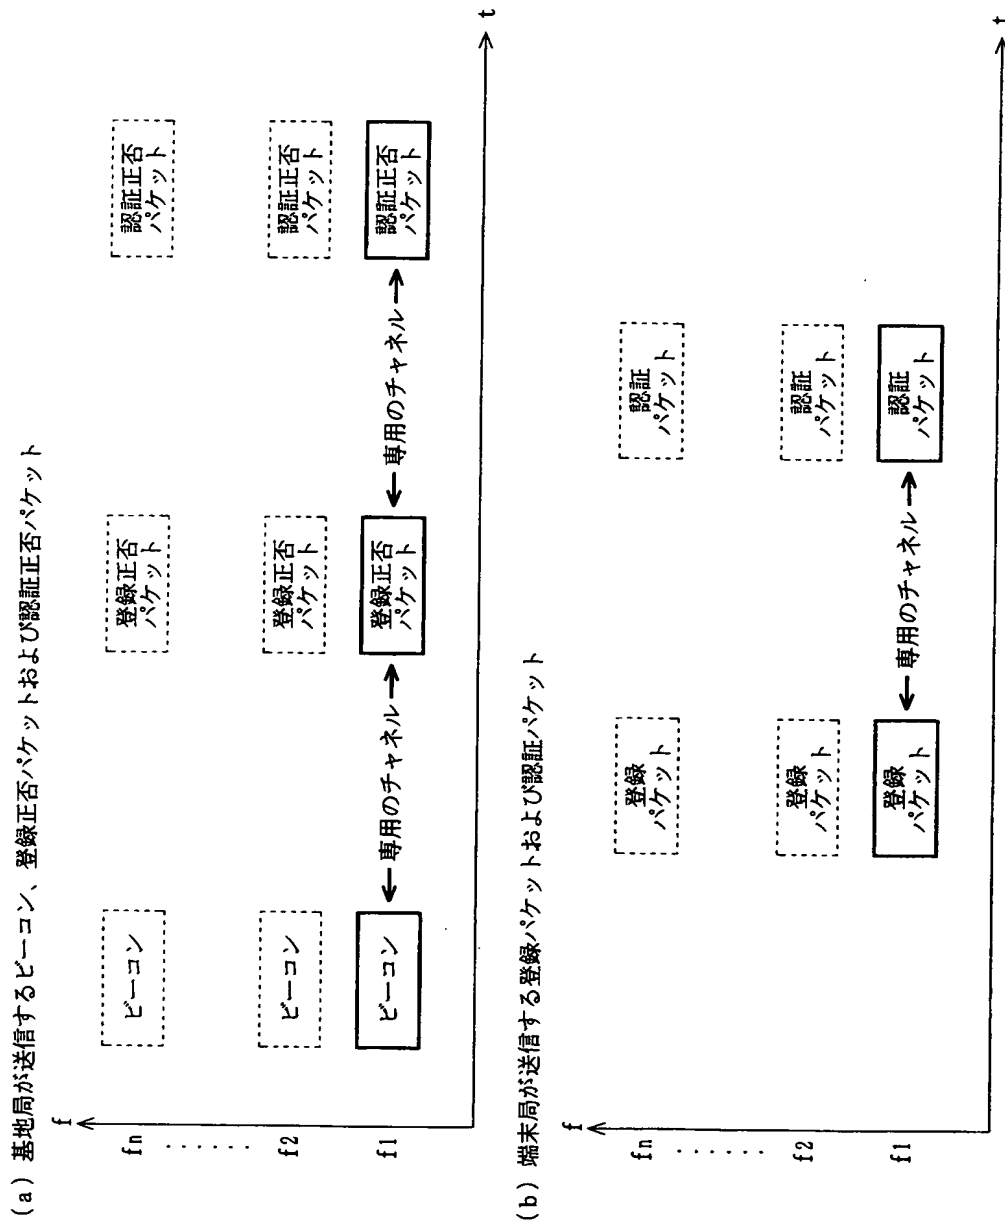 (a) 基地局が送信するビーコン、登録正否パケットおよび認証正否パケット
f
fn
ビーコン
登録正否
パケット
認証正否
パケット
......
f2
ビーコン
登録正否
パケット
認証正否
パケット
f1
ビーコン
専用のチャネル
登録正否
パケット
専用のチャネル
認証正否
パケット
t
(b) 端末局が送信する登録パケットおよび認証パケット
f
fn
登録
パケット
認証
パケット
......
f2
登録
パケット
認証
パケット
f1
登録
パケット
専用のチャネル
認証
パケット
t